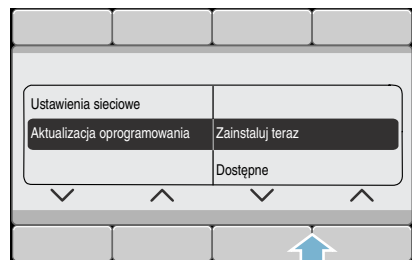 Ustawienia sieciowe
Aktualizacja oprogramowania Zainstaluj teraz
Dostępne